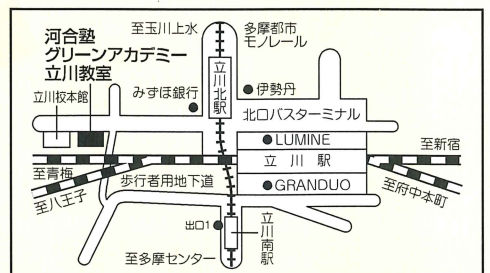 河合塾
グリーンアカデミー
立川教室
立川校本館
至玉川上水
多摩都市
モノレール
立川北駅
みずほ銀行
伊勢丹
北口バスターミナル
LUMINE
至新宿
立川駅
至青梅
歩行者用地下道
GRANDUO
至八王子
至府中本町
出口1
立川南駅
至多摩センター